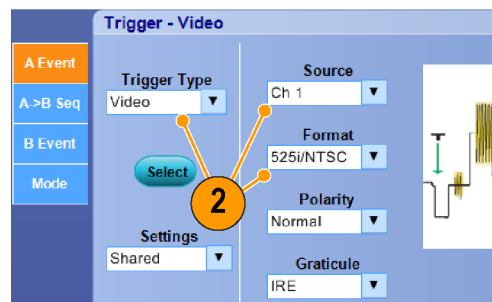 Trigger - Video
A Event
A->B Seq
B Event
Mode
Trigger Type
Video
Select
Settings
Shared
Source
Ch 1
Format
525i/NTSC
Polarity
Normal
Graticule
IRE
2
T